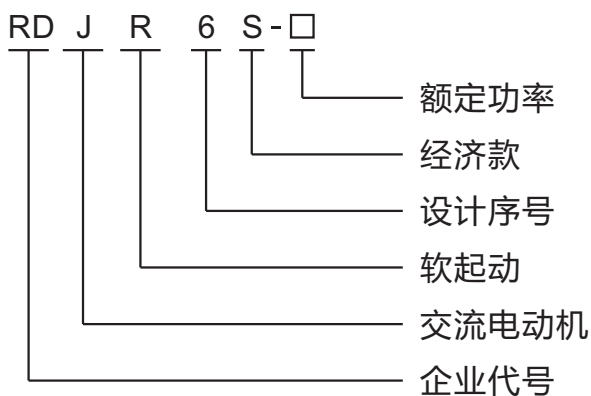 RD J R 6 S-□
额定功率
经济款
设计序号
软起动
交流电动机
企业代号